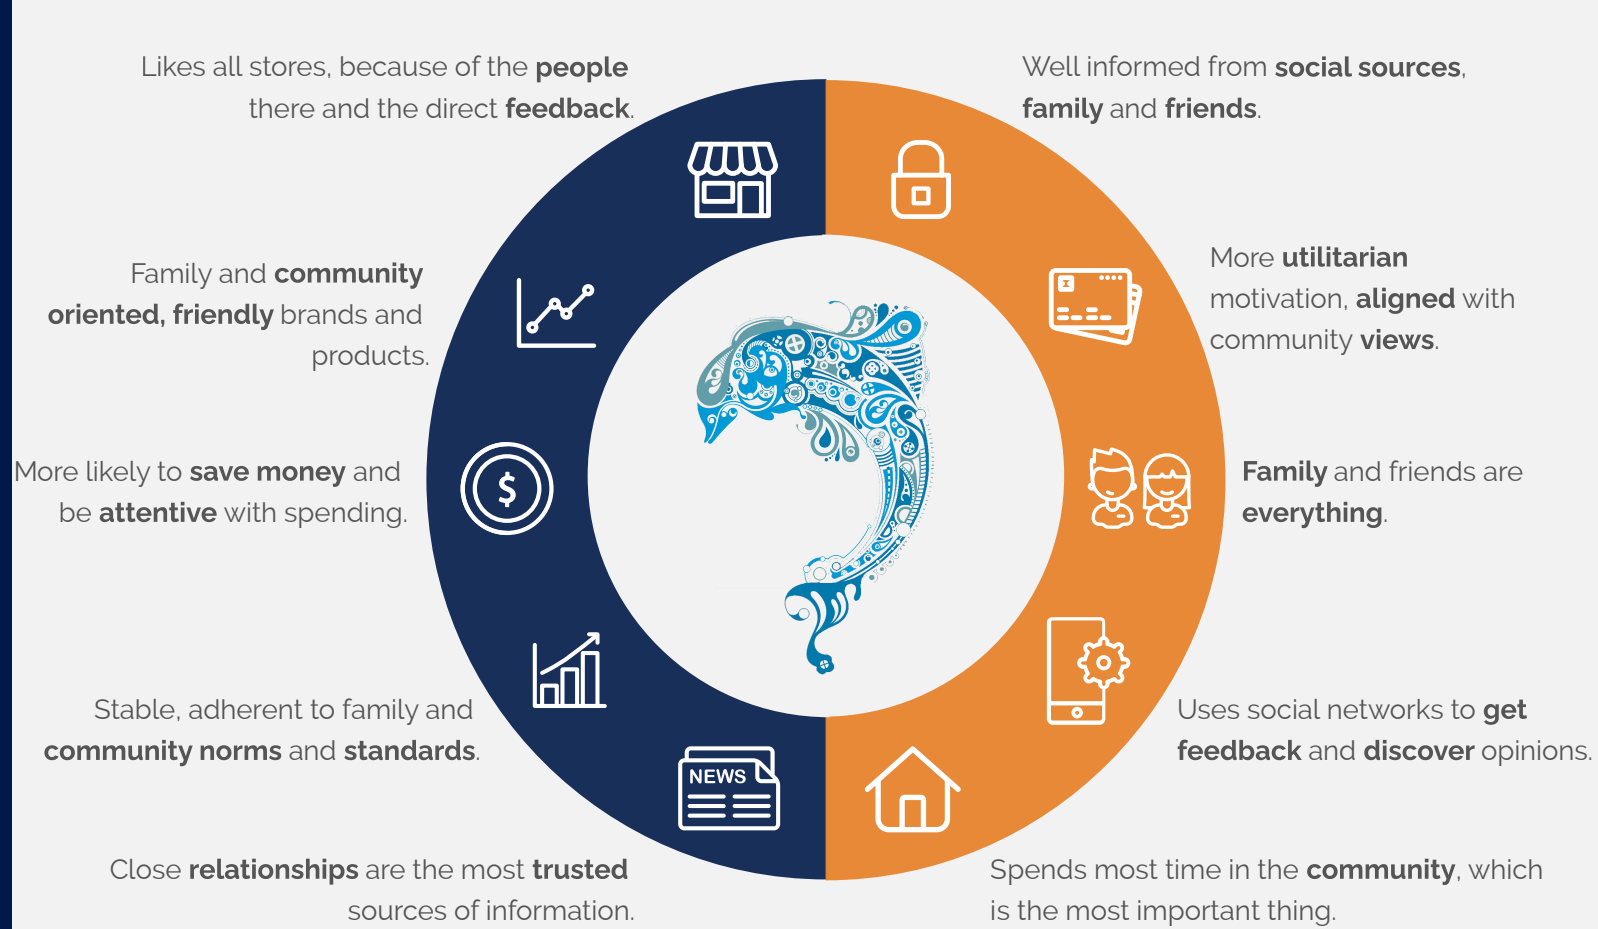 Likes all stores, because of the people
there and the direct feedback.
Well informed from social sources,
family and friends.
Family and community
oriented, friendly brands and
products.
More utilitarian
motivation, aligned with
community views.
More likely to save money and
be attentive with spending.
$
Family and friends are
everything.
Stable, adherent to family and
community norms and standards.
Uses social networks to get
feedback and discover opinions.
NEWS
Close relationships are the most trusted
sources of information.
Spends most time in the community, which
is the most important thing.